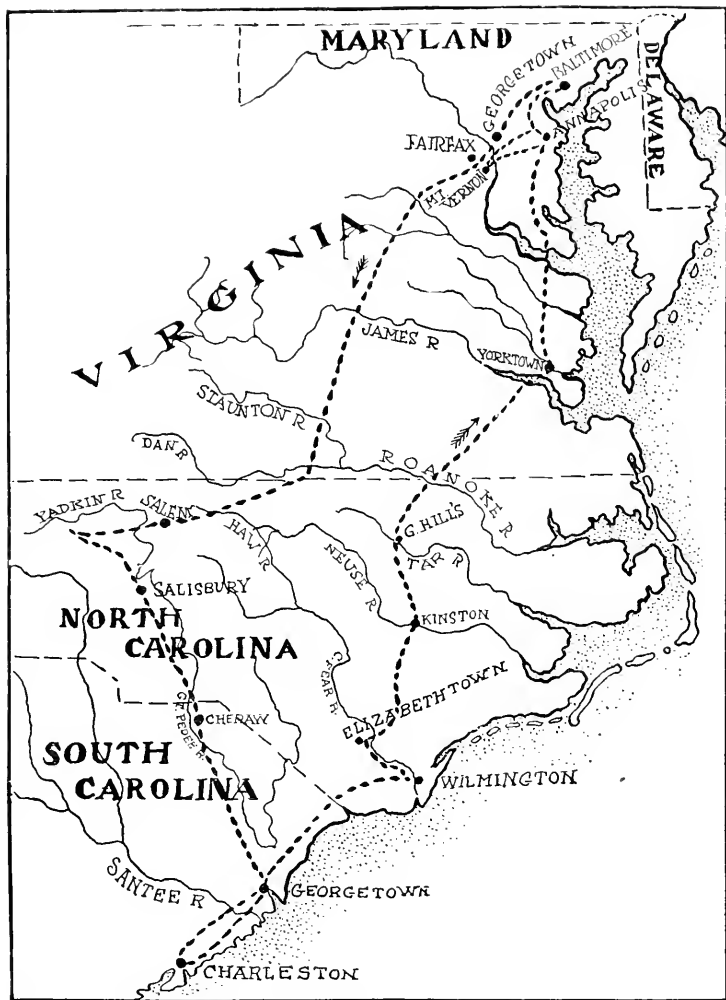 MARYLAND
GEORGETOWN
BALTIMORE
DELAWARE
ANNAPOLIS
FAIRFAX
MT. VERNON
VIRGINIA
JAMES R
YORKTOWN
STAUNTON R
DAN R
ROANOKE R
YADKIN R
SALEM
HAW R
G. HILL'S
TAR R
NEUSE R
SALISBURY
KINSTON
NORTH
CAROLINA
C. FEAR R.
ELIZABETHTOWN
CHERAW
SOUTH
CAROLINA
WILMINGTON
SANTEE R
GEORGETOWN
CHARLESTON